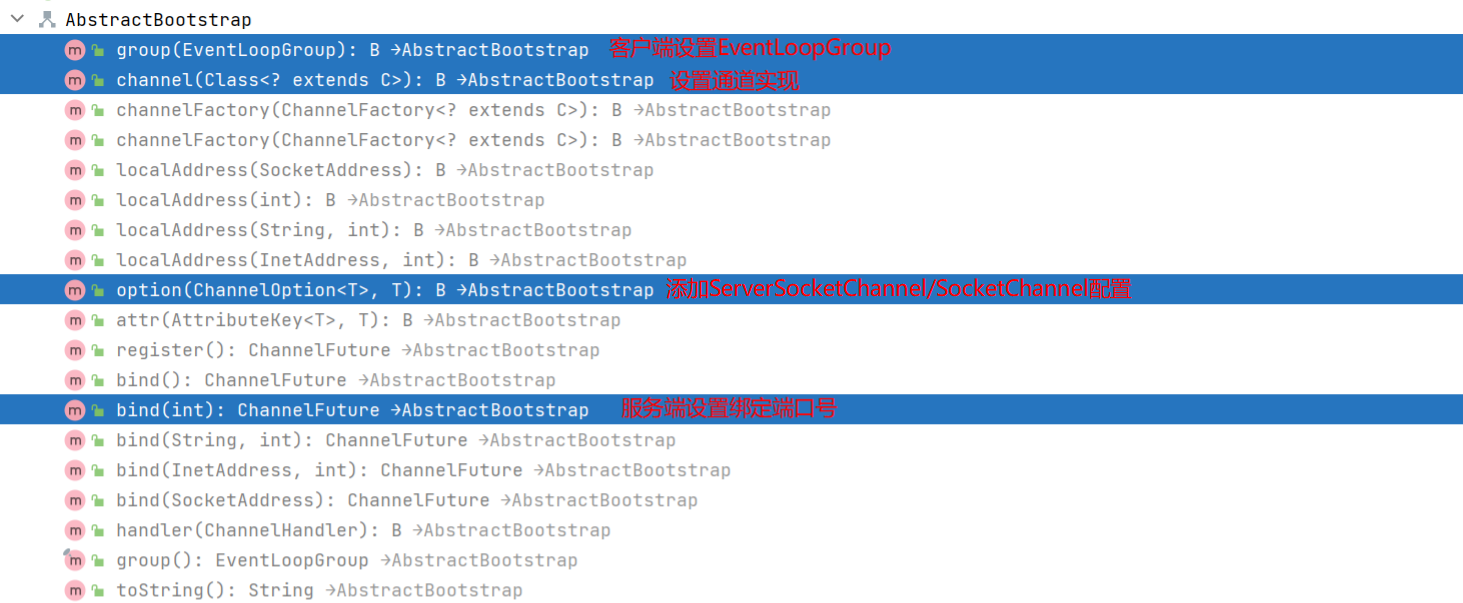 AbstractBootstrap
m group(EventLoopGroup): B →AbstractBootstrap 客户端设置EventLoopGroup
m channel(Class<? extends C>): B →AbstractBootstrap 设置通道实现
m channelFactory(ChannelFactory<? extends C>): B →AbstractBootstrap
m channelFactory(ChannelFactory<? extends C>): B →AbstractBootstrap
m localAddress(SocketAddress): B →AbstractBootstrap
m localAddress(int): B →AbstractBootstrap
m localAddress(String, int): B →AbstractBootstrap
m localAddress(InetAddress, int): B →AbstractBootstrap
m option(ChannelOption<T>, T): B →AbstractBootstrap 添加ServerSocketChannel/SocketChannel配置
m attr(AttributeKey<T>, T): B →AbstractBootstrap
m register(): ChannelFuture →AbstractBootstrap
m bind(): ChannelFuture →AbstractBootstrap
m bind(int): ChannelFuture →AbstractBootstrap 服务端设置绑定端口号
m bind(String, int): ChannelFuture →AbstractBootstrap
m bind(InetAddress, int): ChannelFuture →AbstractBootstrap
m bind(SocketAddress): ChannelFuture →AbstractBootstrap
m handler(ChannelHandler): B →AbstractBootstrap
m group(): EventLoopGroup →AbstractBootstrap
m toString(): String →AbstractBootstrap